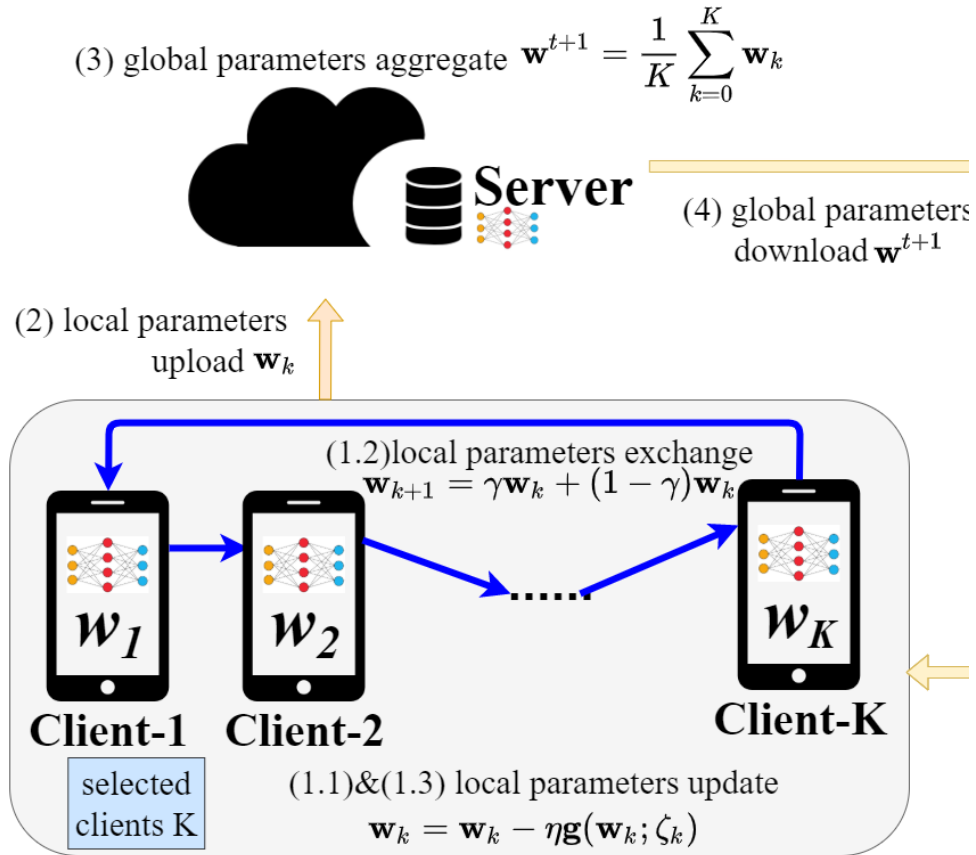 (3) global parameters aggregate w^{t+1} = \frac{1}{K} \sum_{k=0}^{K} w_k
Server
(4) global parameters
download w^{t+1}
(2) local parameters
upload w_k
(1.2)local parameters exchange
w_{k+1} = γw_k + (1 − γ)w_k
w_1
w_2
......
w_K
Client-1
Client-2
Client-K
selected
clients K
(1.1)&(1.3) local parameters update
w_k = w_k − ηg(w_k; ζ_k)